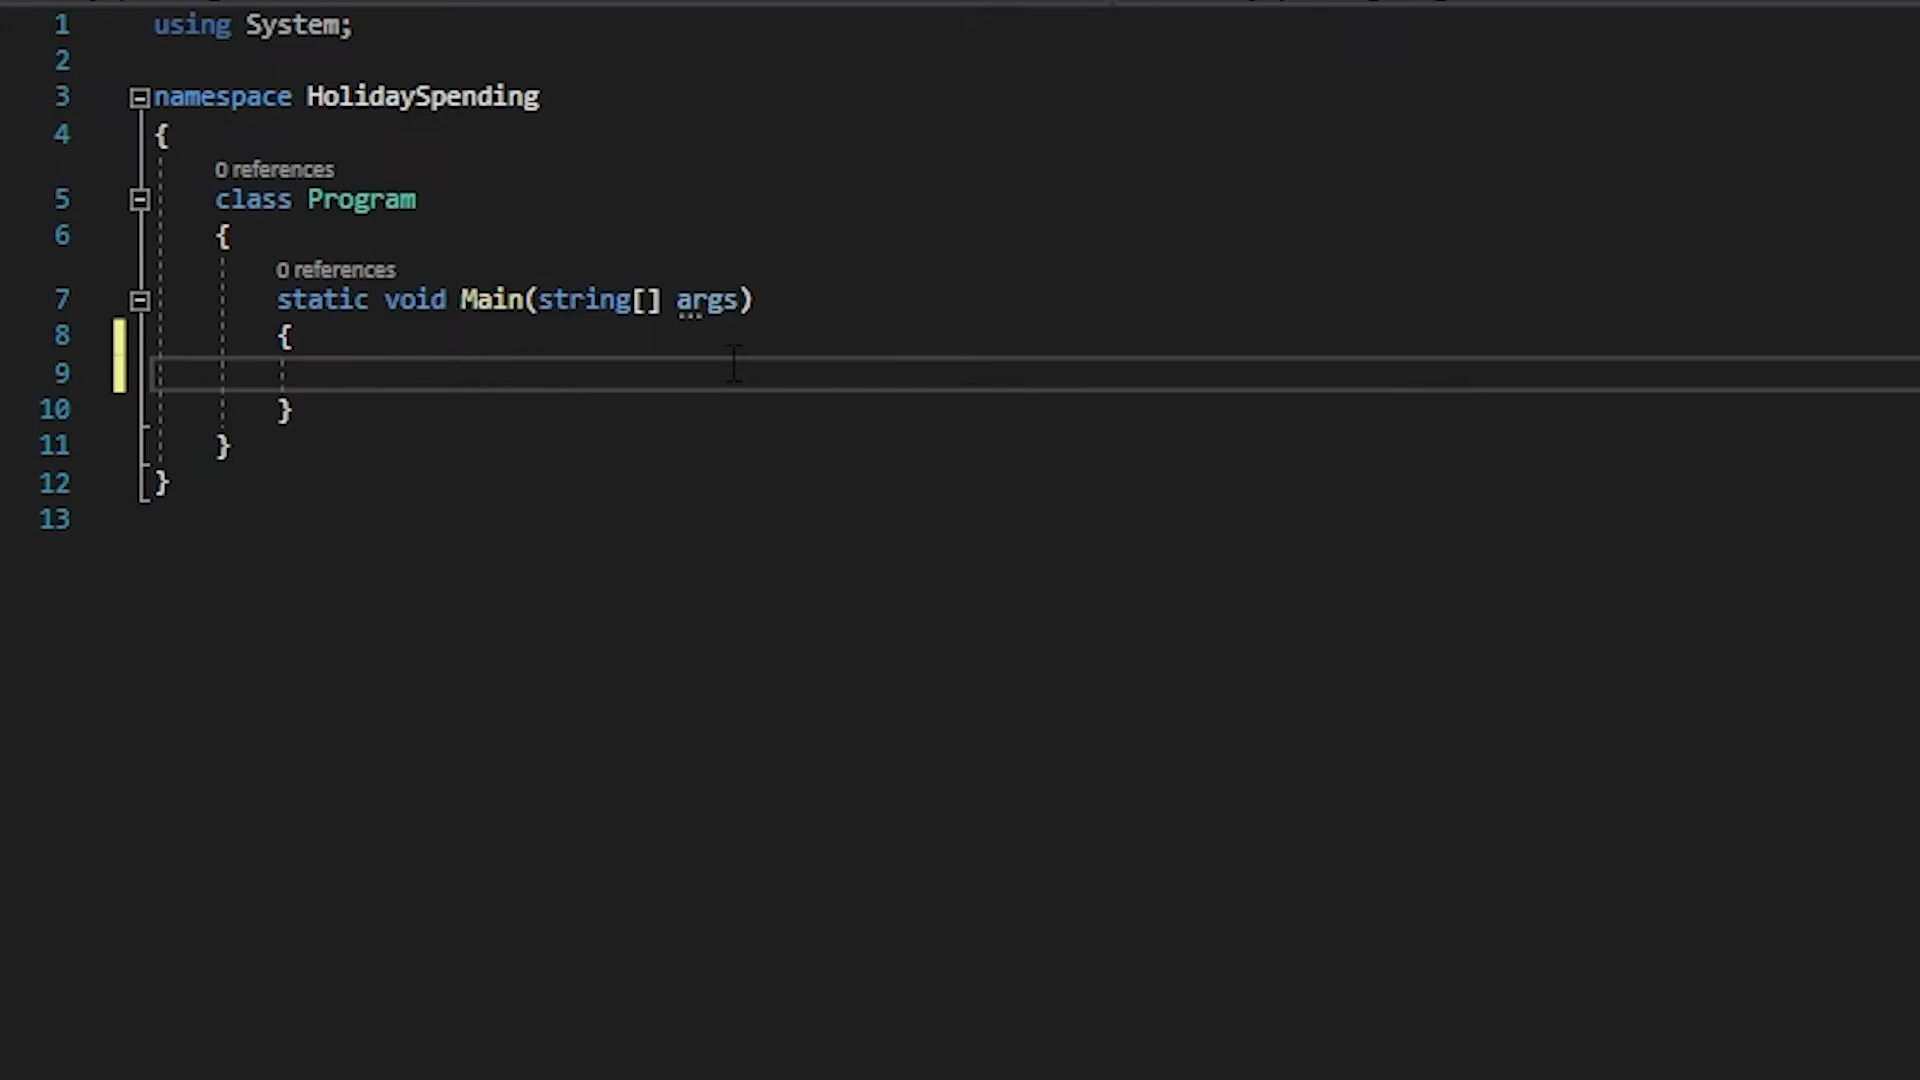 1 using System;
2
3 namespace HolidaySpending
4 {
0 references
5 class Program
6 {
0 references
7 static void Main(string[] args)
8 {
9
10 }
11 }
12 }
13